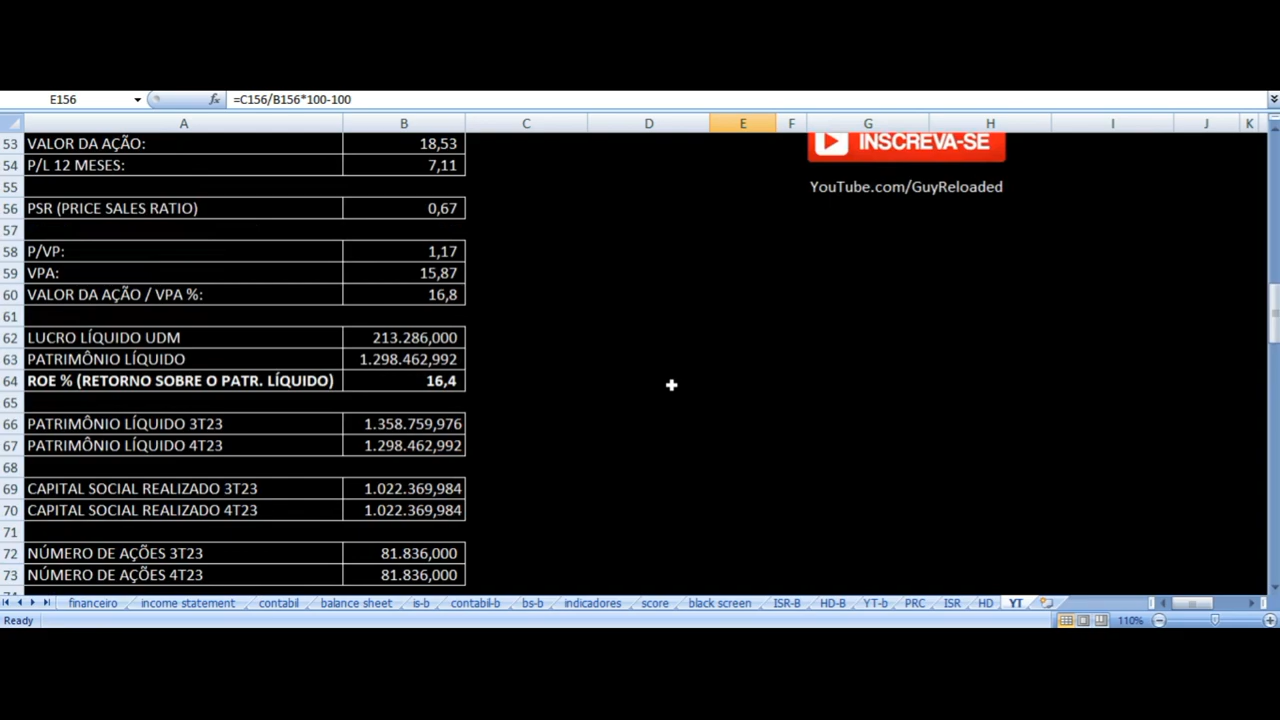 E156 fx =C156/B156*100-100
A B C D E F G H I J K
53 VALOR DA AÇÃO: 18,53
INSCREVA-SE
54 P/L 12 MESES: 7,11
55
YouTube.com/GuyReloaded
56 PSR (PRICE SALES RATIO) 0,67
57
58 P/VP: 1,17
59 VPA: 15,87
60 VALOR DA AÇÃO / VPA %: 16,8
61
62 LUCRO LÍQUIDO UDM 213.286,000
63 PATRIMÔNIO LÍQUIDO 1.298.462,992
64 ROE % (RETORNO SOBRE O PATR. LÍQUIDO) 16,4
65
66 PATRIMÔNIO LÍQUIDO 3T23 1.358.759,976
67 PATRIMÔNIO LÍQUIDO 4T23 1.298.462,992
68
69 CAPITAL SOCIAL REALIZADO 3T23 1.022.369,984
70 CAPITAL SOCIAL REALIZADO 4T23 1.022.369,984
71
72 NÚMERO DE AÇÕES 3T23 81.836,000
73 NÚMERO DE AÇÕES 4T23 81.836,000
financeiro income statement contabil balance sheet is-b contabil-b bs-b indicadores score black screen ISR-B HD-B YT-b PRC ISR HD YT
Ready 110%